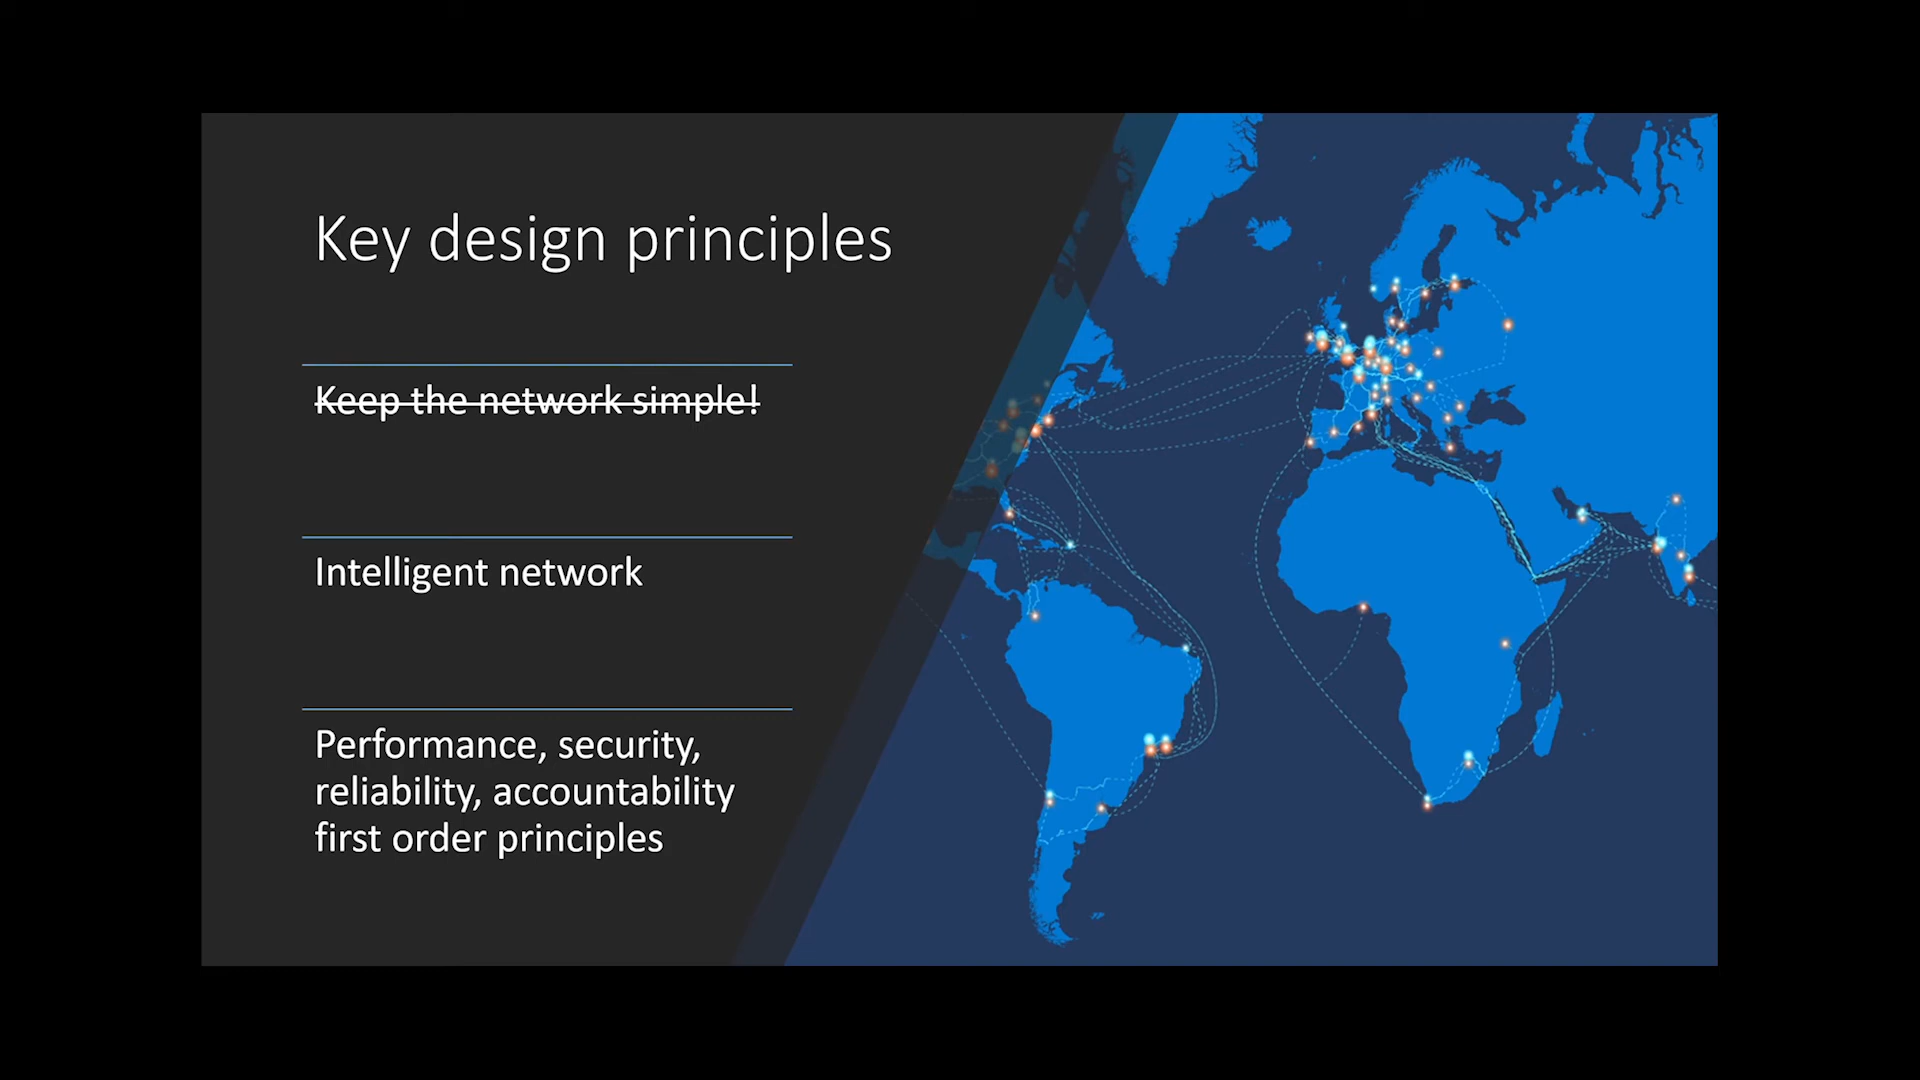 Key design principles
Keep the network simple!
Intelligent network
Performance, security,
reliability, accountability
first order principles